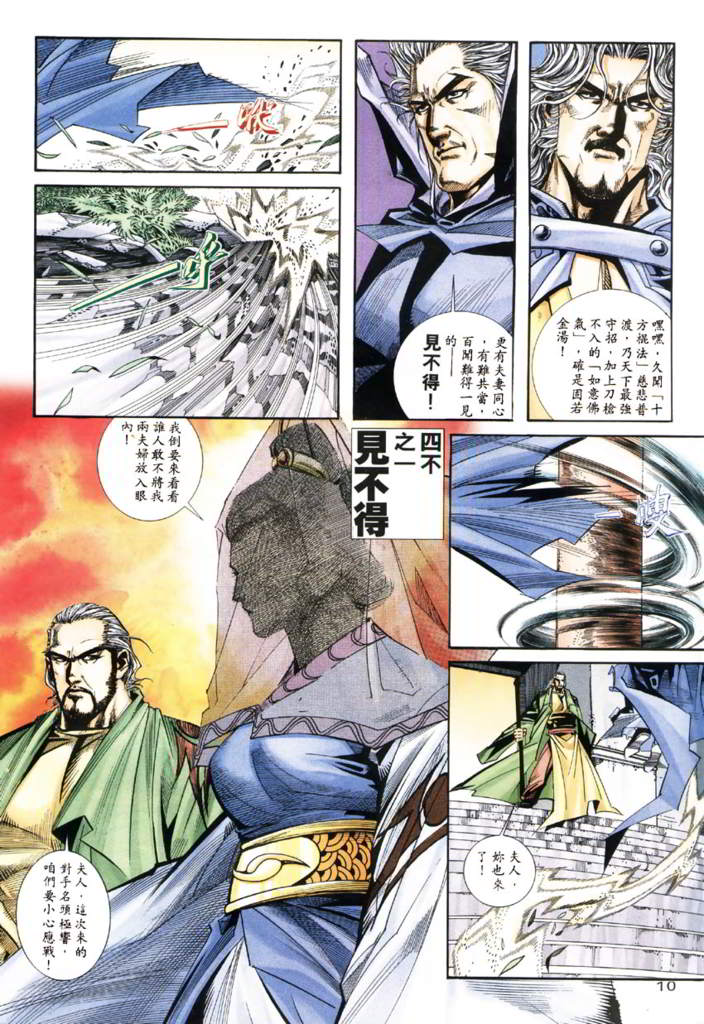 嘿嘿，久聞「十
方掍法」慈悲普
渡，乃天下最強
守招，加上刀槍
不入的「如意佛
氣」，確是固若
金湯！
更有夫妻同心
，有難共當，
百聞難得一見
的——
見不得！
一
呼
一嗖
四不
之一
見不得
我倒要來看看
誰人敢不將我
兩夫婦放入眼
內！
夫人，
妳也來
了！
夫人，這次來的
對手名頭極響，
咱們要小心應戰！
10